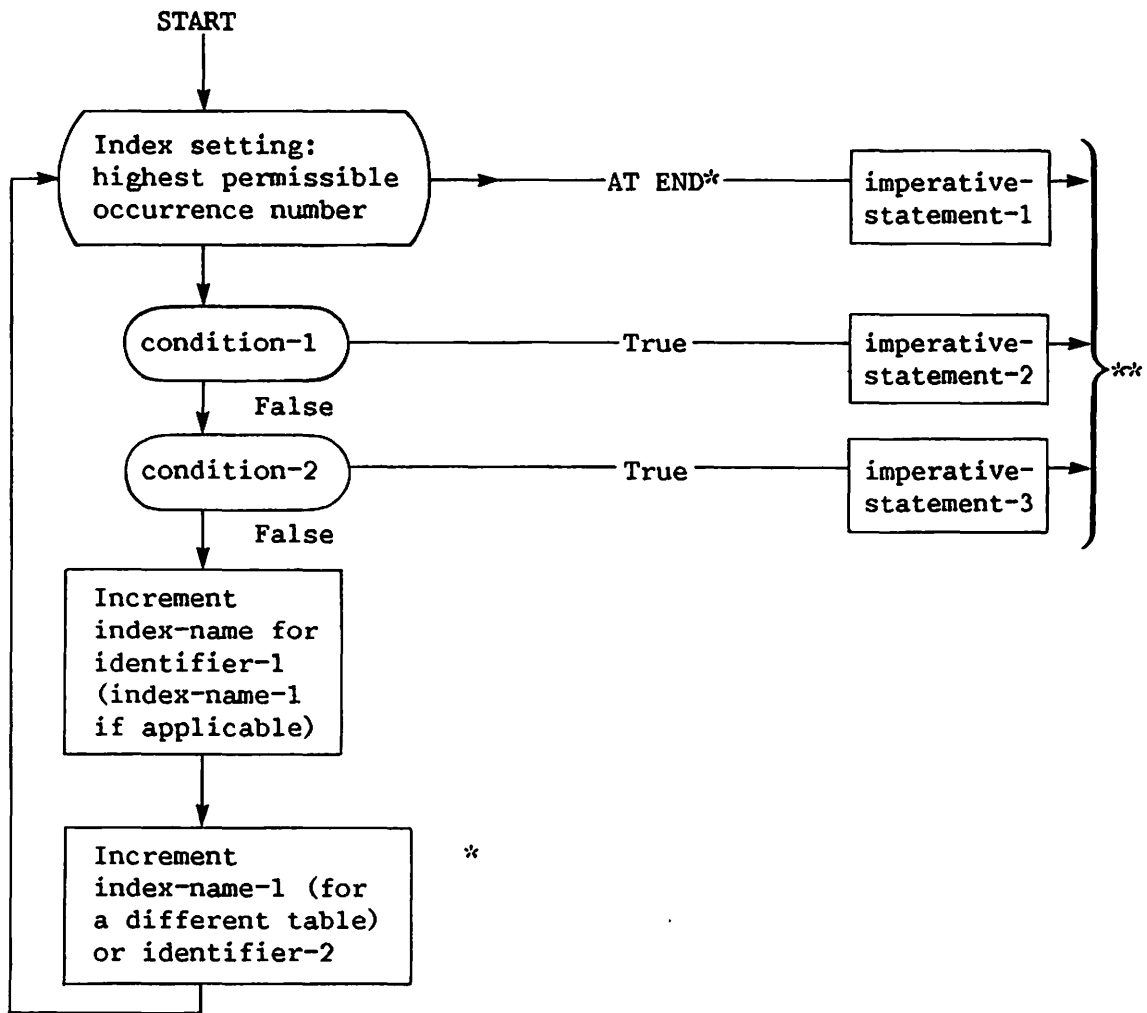 START
Index setting:
highest permissible
occurrence number
AT END*
imperative-
statement-1
condition-1
True
imperative-
statement-2
**
False
condition-2
True
imperative-
statement-3
False
Increment
index-name for
identifier-1
(index-name-1
if applicable)
Increment
index-name-1 (for
a different table)
or identifier-2
*